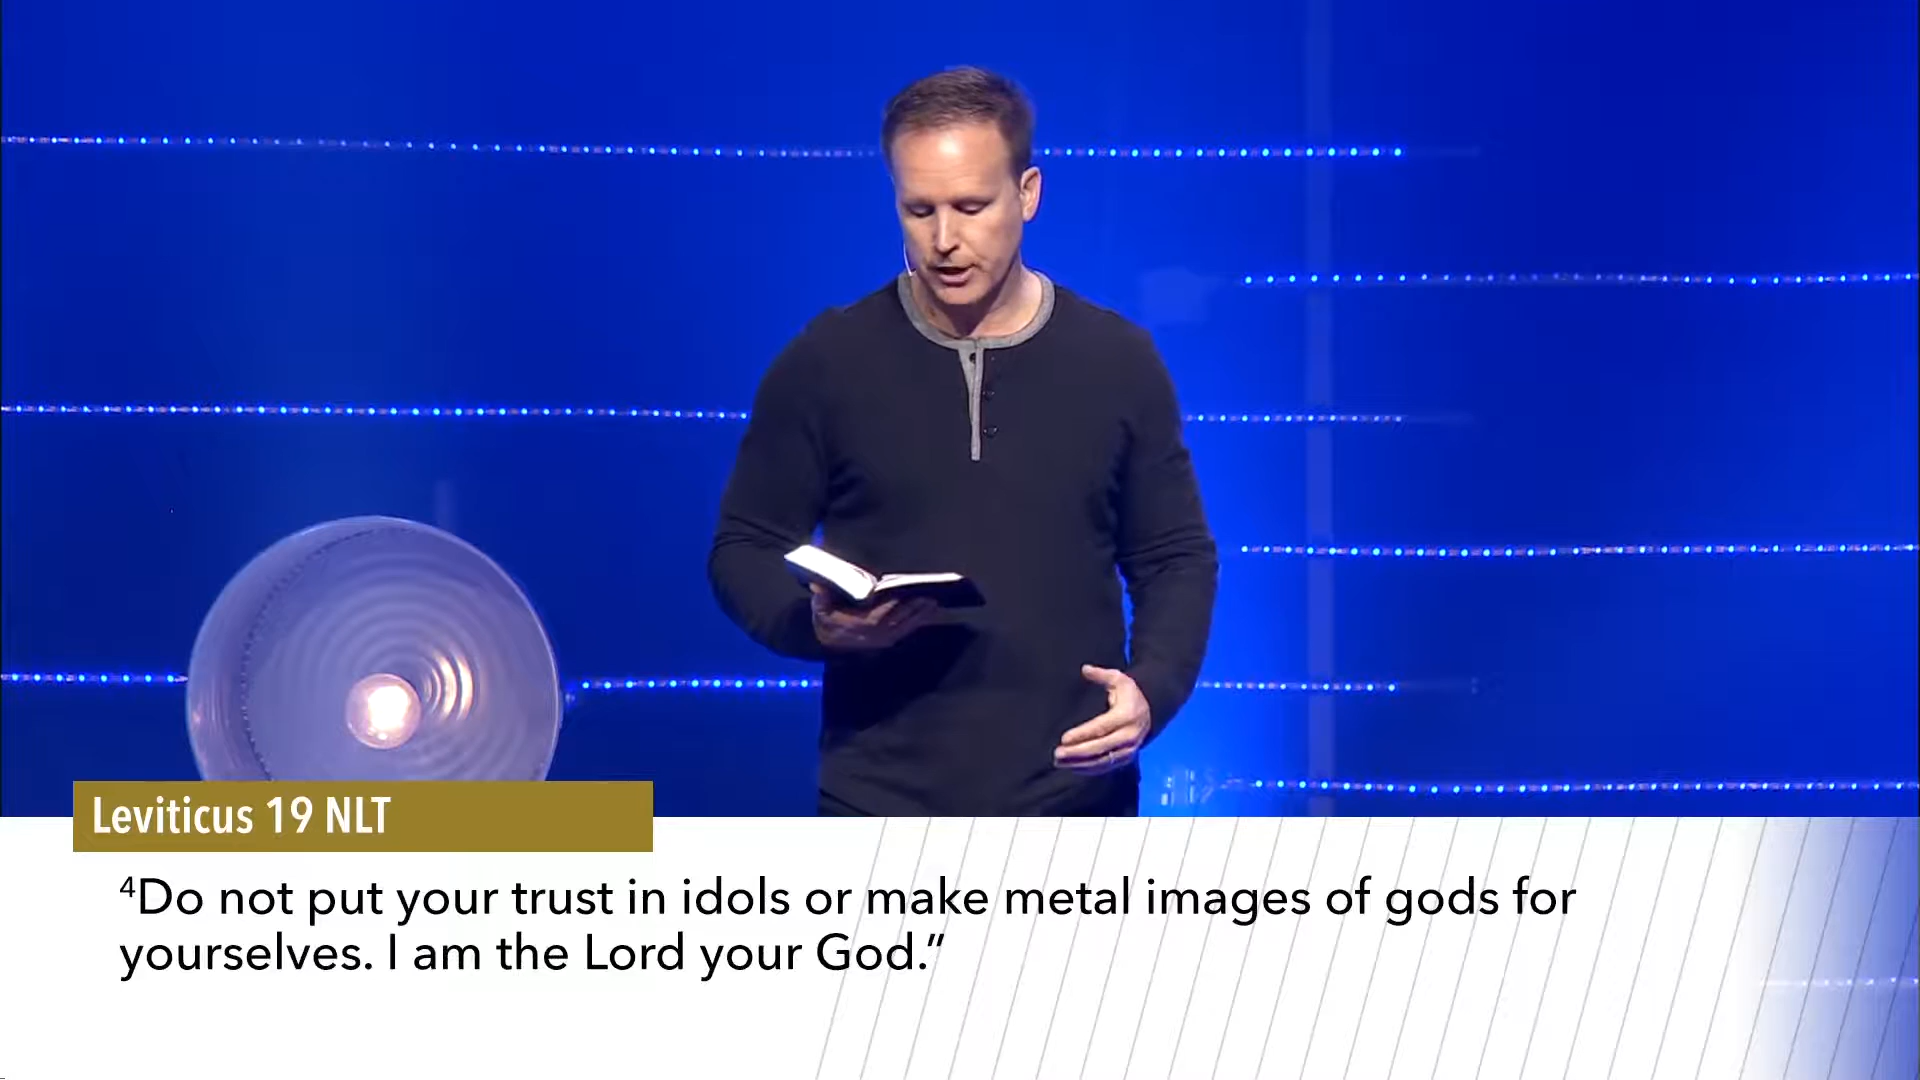 Leviticus 19 NLT
⁴Do not put your trust in idols or make metal images of gods for
yourselves. I am the Lord your God.”